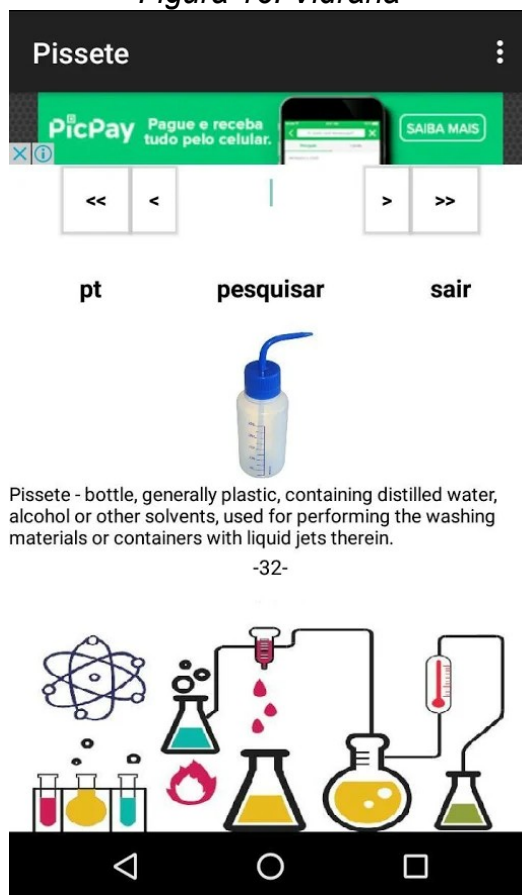 Figura 16: Vidraria
Pissete
PicPay
Pague e receba
tudo pelo celular.
SAIBA MAIS
<< < > >>
pt pesquisar sair
Pissete - bottle, generally plastic, containing distilled water,
alcohol or other solvents, used for performing the washing
materials or containers with liquid jets therein.
-32-